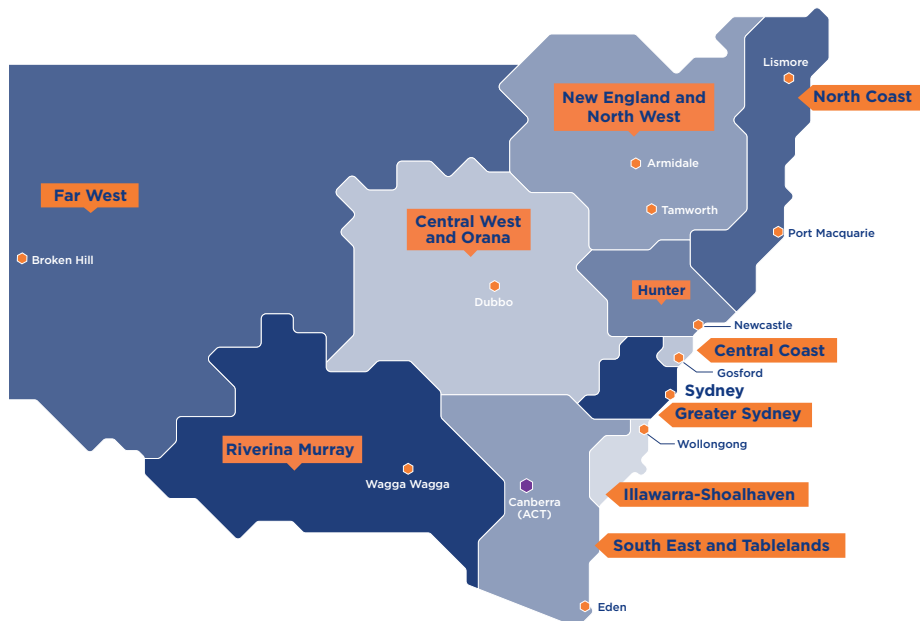 Lismore
North Coast
New England and
North West
Armidale
Far West
Tamworth
Central West
and Orana
Port Macquarie
Broken Hill
Hunter
Dubbo
Newcastle
Central Coast
Gosford
Sydney
Greater Sydney
Riverina Murray
Wollongong
Wagga Wagga
Illawarra-Shoalhaven
Canberra
(ACT)
South East and Tablelands
Eden